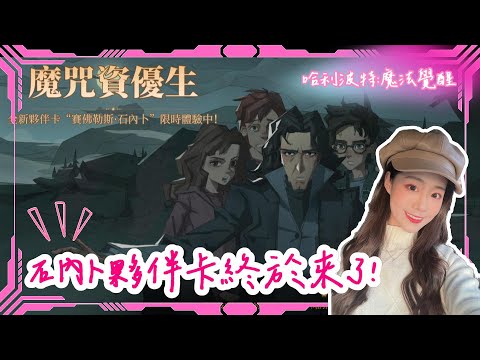 魔咒資優生
哈利波特:魔法覺醒
全新夥伴卡“賽佛勒斯·石內卜”限時體驗中!
石內卜夥伴卡終於來了!